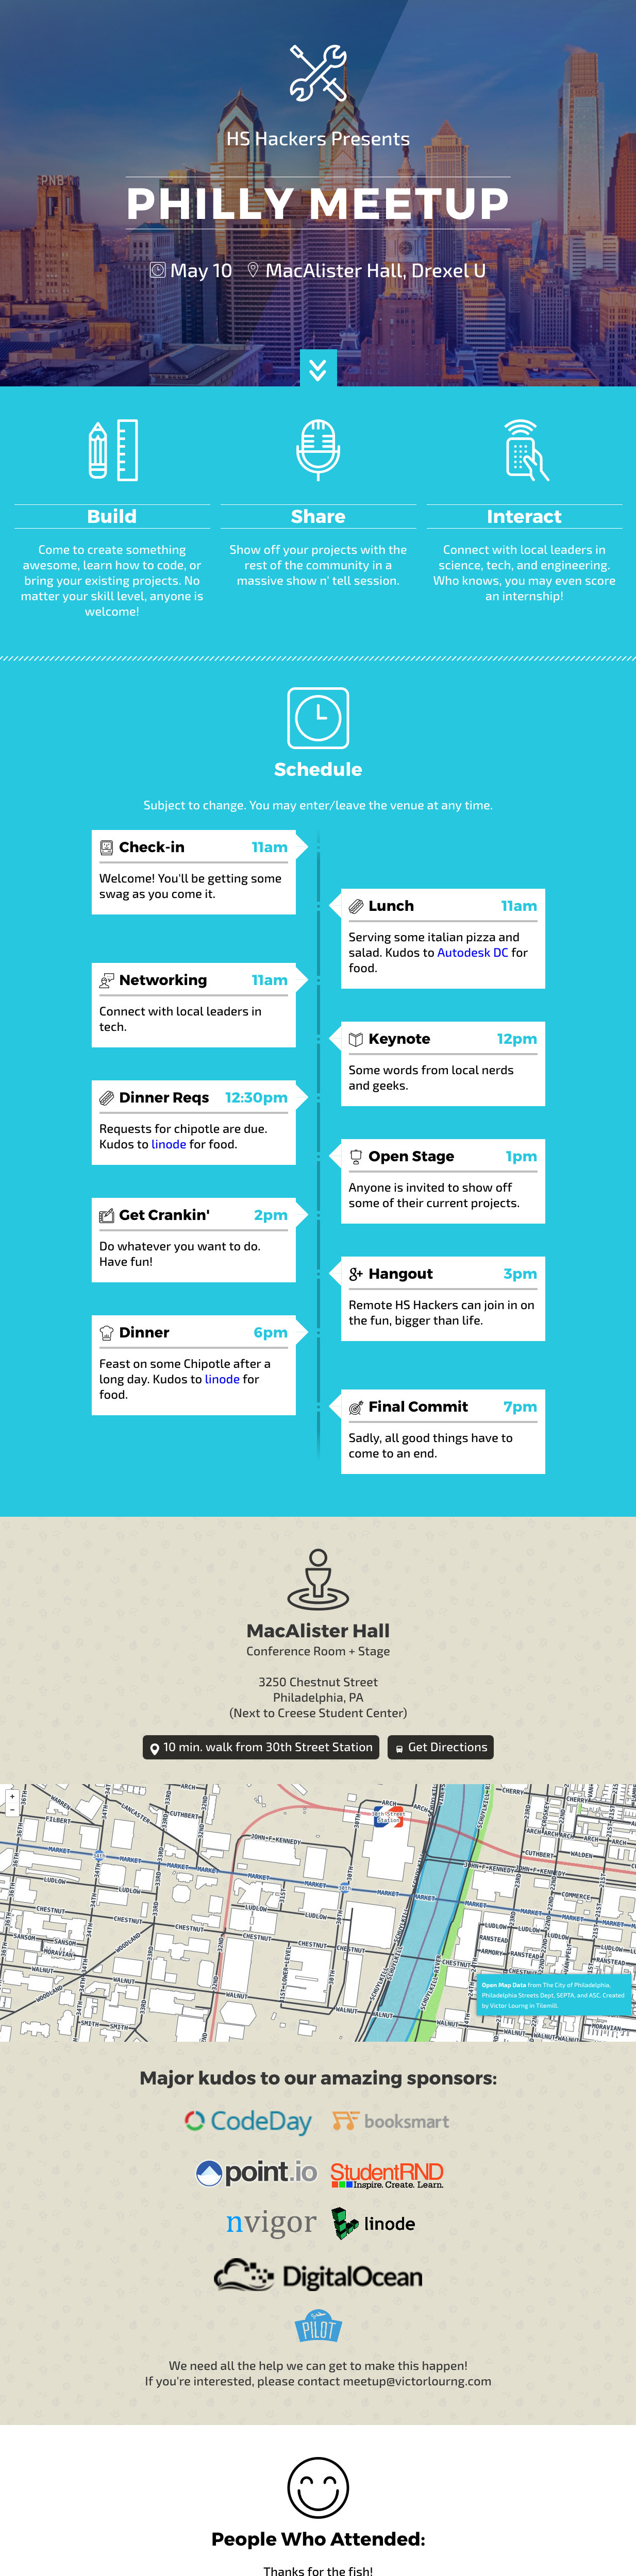 HS Hackers Presents
PNB
PHILLY MEETUP
May 10 MacAlister Hall, Drexel U
Build
Come to create something
awesome, learn how to code, or
bring your existing projects. No
matter your skill level, anyone is
welcome!
Share
Show off your projects with the
rest of the community in a
massive show n' tell session.
Interact
Connect with local leaders in
science, tech, and engineering.
Who knows, you may even score
an internship!
Schedule
Subject to change. You may enter/leave the venue at any time.
Check-in 11am
Welcome! You'll be getting some
swag as you come it.
Lunch 11am
Serving some italian pizza and
salad. Kudos to Autodesk DC for
food.
Networking 11am
Connect with local leaders in
tech.
Keynote 12pm
Some words from local nerds
and geeks.
Dinner Reqs 12:30pm
Requests for chipotle are due.
Kudos to linode for food.
Open Stage 1pm
Anyone is invited to show off
some of their current projects.
Get Crankin' 2pm
Do whatever you want to do.
Have fun!
Hangout 3pm
Remote HS Hackers can join in on
the fun, bigger than life.
Dinner 6pm
Feast on some Chipotle after a
long day. Kudos to linode for
food.
Final Commit 7pm
Sadly, all good things have to
come to an end.
MacAlister Hall
Conference Room + Stage
3250 Chestnut Street
Philadelphia, PA
(Next to Creese Student Center)
10 min. walk from 30th Street Station
Get Directions
30th Street
Station
JOHN-F-KENNEDY
MARKET
LUDLOW
CHESTNUT
SANSOM
MORAVIAN
WALNUT
WOODLAND
SMITH
WARREN
FILBERT
LANCASTER
CUTHBERT
ARCH
CHERRY
WALDEN
COMMERCE
RANSTEAD
Open Map Data from The City of Philadelphia,
Philadelphia Streets Dept, SEPTA, and ASC. Created
by Victor Lourng in Tilemill.
Major kudos to our amazing sponsors:
CodeDay
booksmart
point.io
StudentRND
Inspire. Create. Learn.
nvigor
linode
DigitalOcean
PILOT
We need all the help we can get to make this happen!
If you're interested, please contact meetup@victorlourng.com
People Who Attended:
Thanks for the fish!